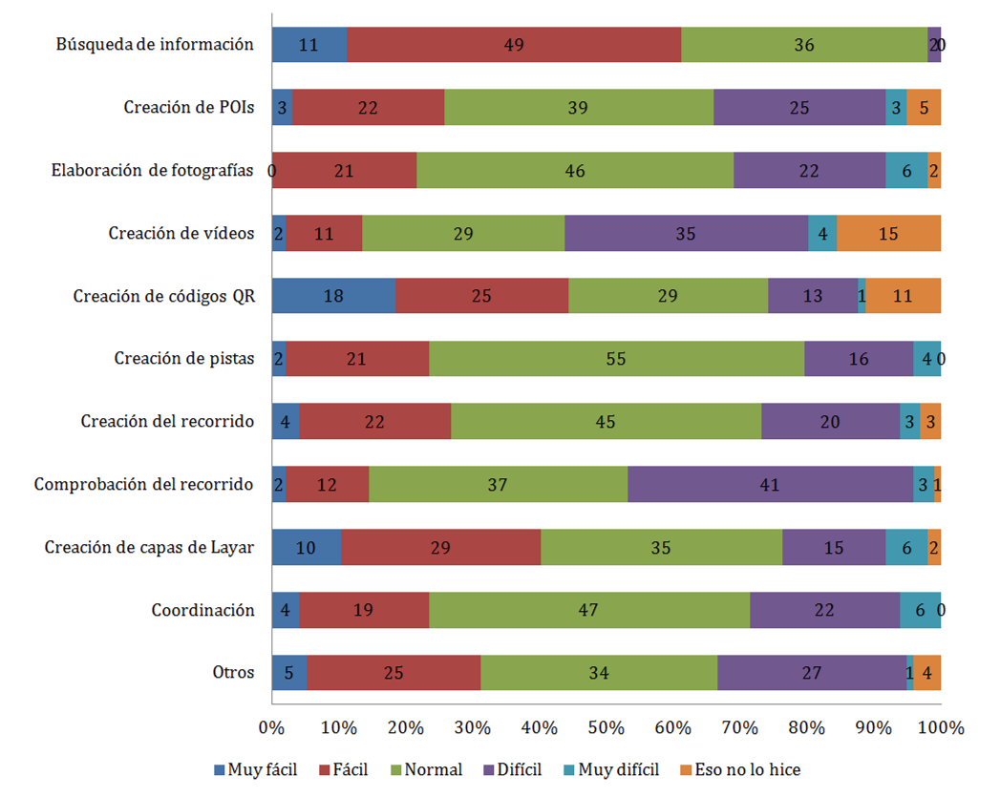 Búsqueda de información 11 49 36 2 0
Creación de POIs 3 22 39 25 3 5
Elaboración de fotografías 0 21 46 22 6 2
Creación de vídeos 2 11 29 35 4 15
Creación de códigos QR 18 25 29 13 1 11
Creación de pistas 2 21 55 16 4 0
Creación del recorrido 4 22 45 20 3 3
Comprobación del recorrido 2 12 37 41 3 1
Creación de capas de Layar 10 29 35 15 6 2
Coordinación 4 19 47 22 6 0
Otros 5 25 34 27 1 4
0% 10% 20% 30% 40% 50% 60% 70% 80% 90% 100%
Muy fácil Fácil Normal Difícil Muy difícil Eso no lo hice